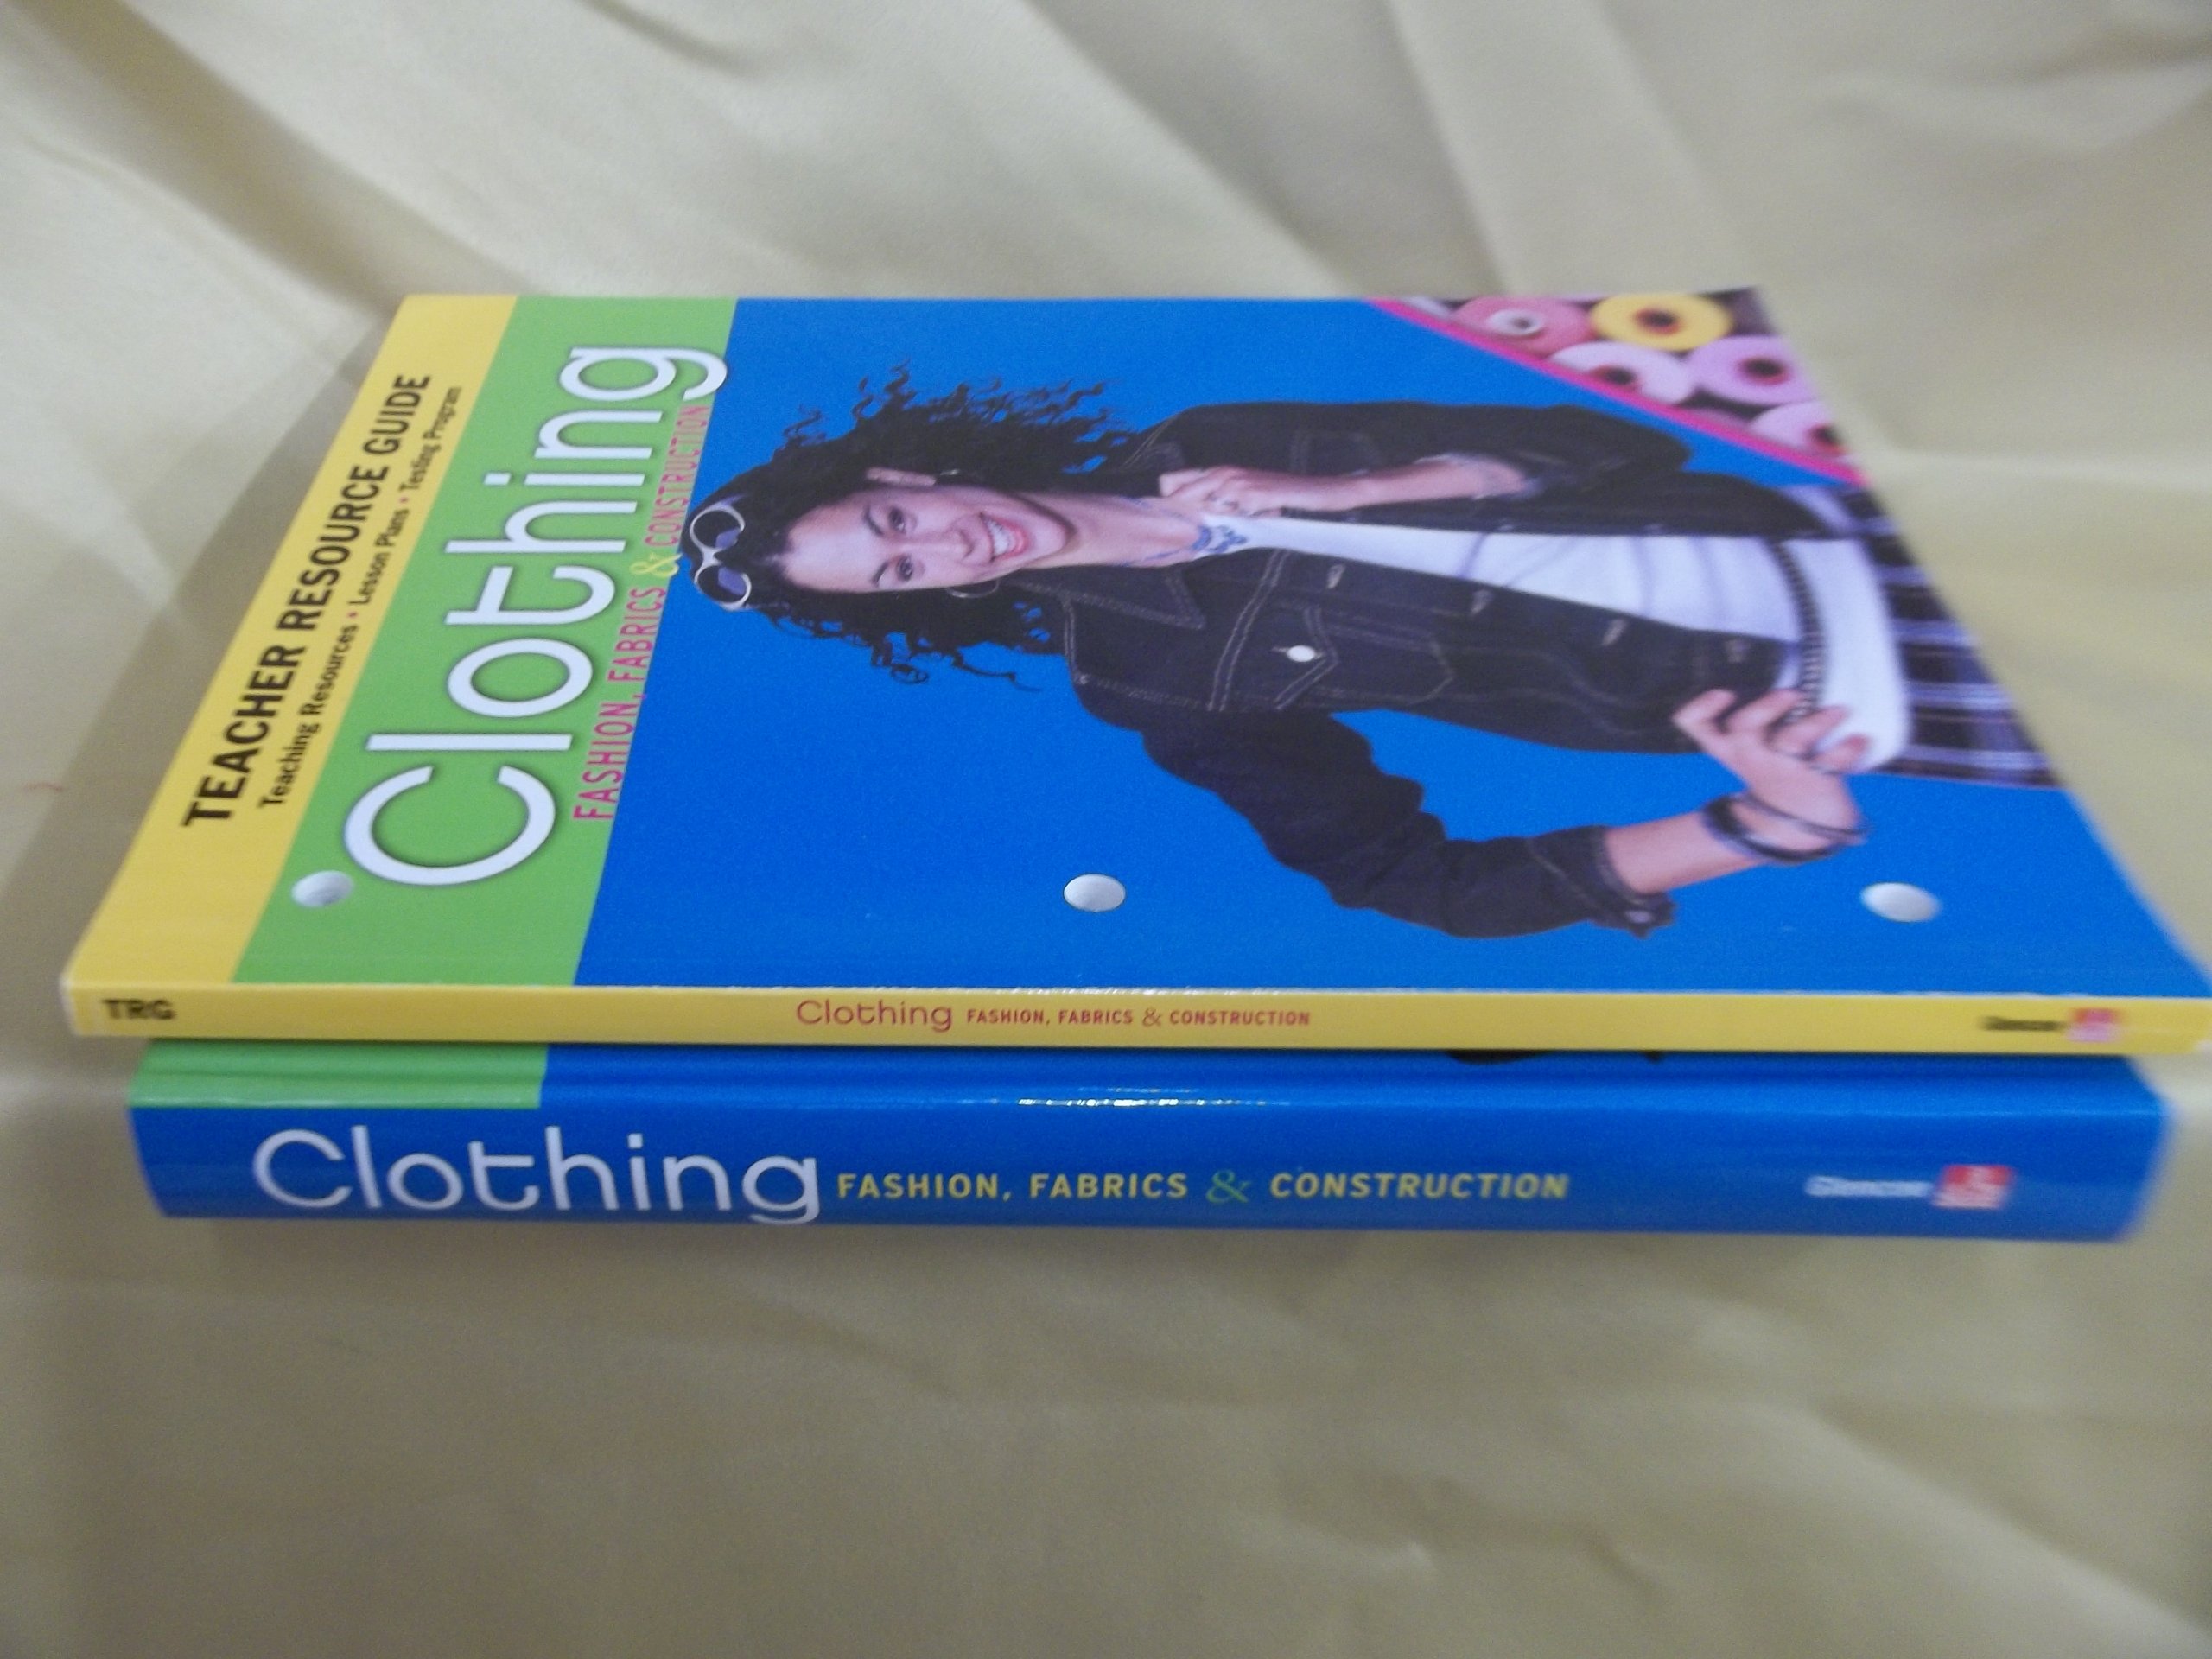 TEACHER RESOURCE GUIDE
Teaching Resources • Lesson Plans • Testing Program
Clothing
FASHION, FABRICS & CONSTRUCTION
TRG
Clothing FASHION, FABRICS & CONSTRUCTION
Glencoe
Clothing FASHION, FABRICS & CONSTRUCTION
Glencoe